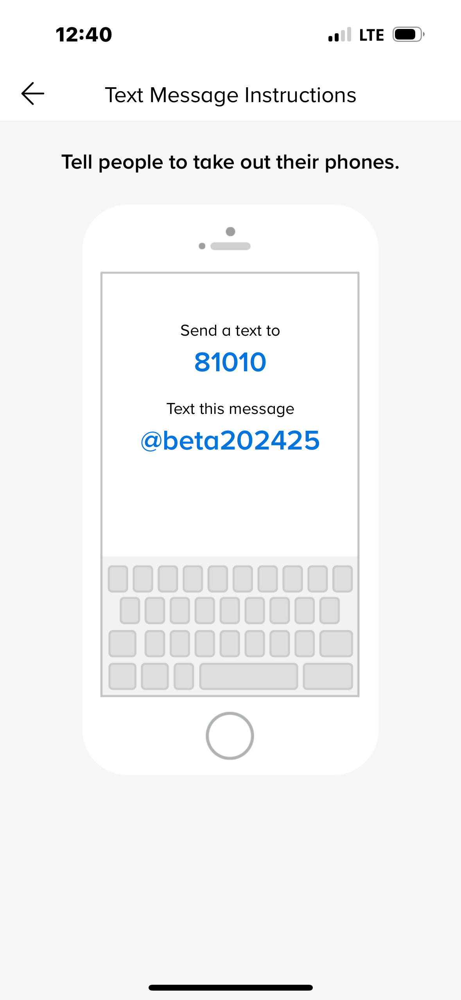 12:40
LTE
Text Message Instructions
Tell people to take out their phones.
Send a text to
81010
Text this message
@beta202425